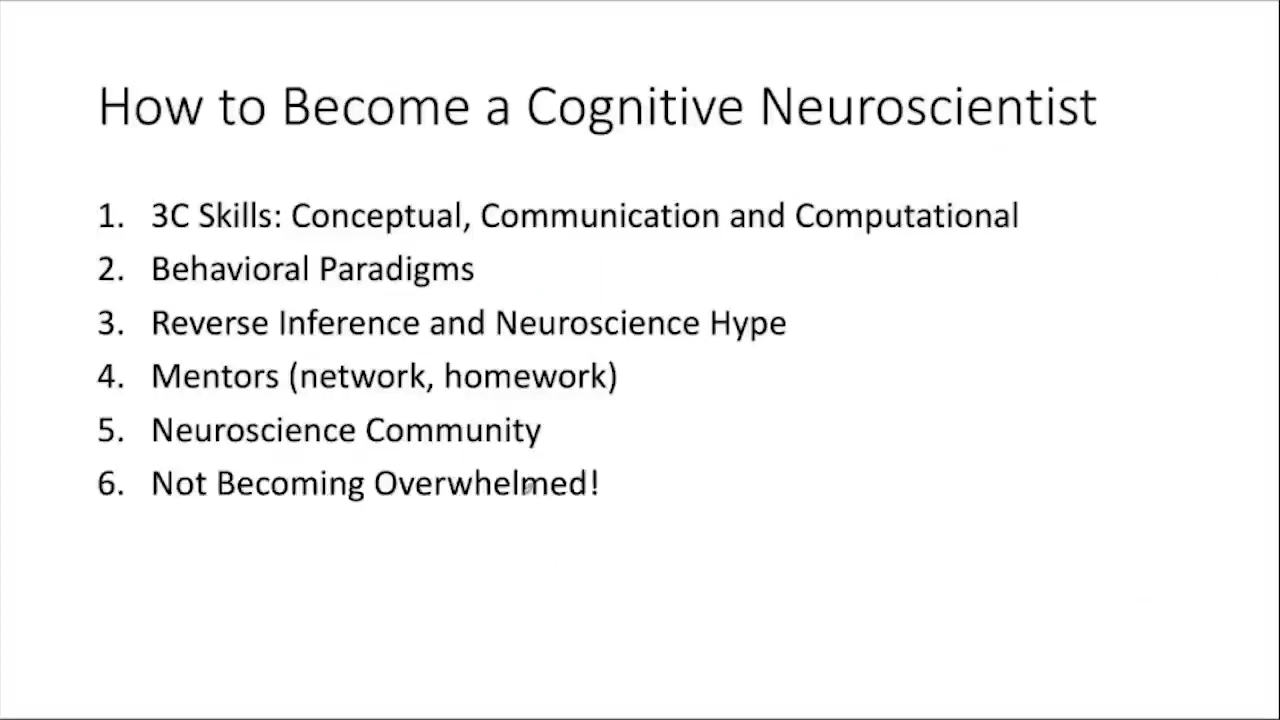 How to Become a Cognitive Neuroscientist
1. 3C Skills: Conceptual, Communication and Computational
2. Behavioral Paradigms
3. Reverse Inference and Neuroscience Hype
4. Mentors (network, homework)
5. Neuroscience Community
6. Not Becoming Overwhelmed!